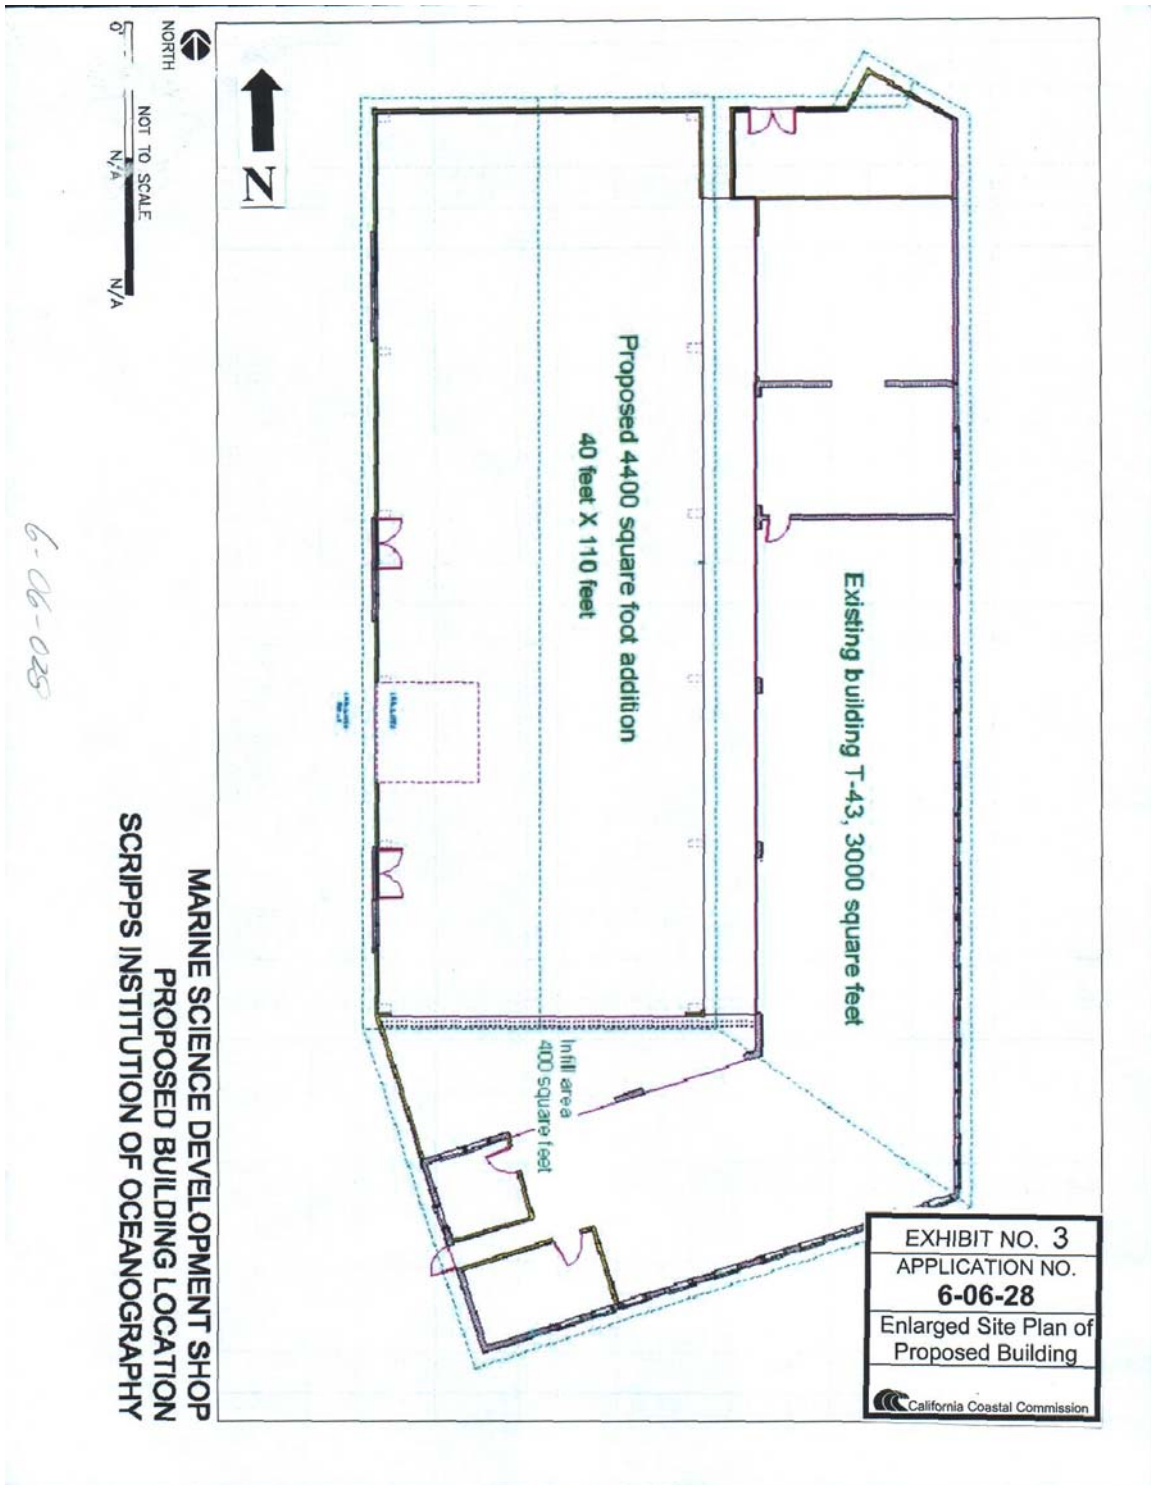 NORTH
0
NOT TO SCALE
N/A
N/A
N
Proposed 4400 square foot addition
40 feet X 110 feet
Existing building T-43, 3000 square feet
Infill area
400 square feet
MARINE SCIENCE DEVELOPMENT SHOP
PROPOSED BUILDING LOCATION
SCRIPPS INSTITUTION OF OCEANOGRAPHY
6-06-028
EXHIBIT NO. 3
APPLICATION NO.
6-06-28
Enlarged Site Plan of
Proposed Building
California Coastal Commission